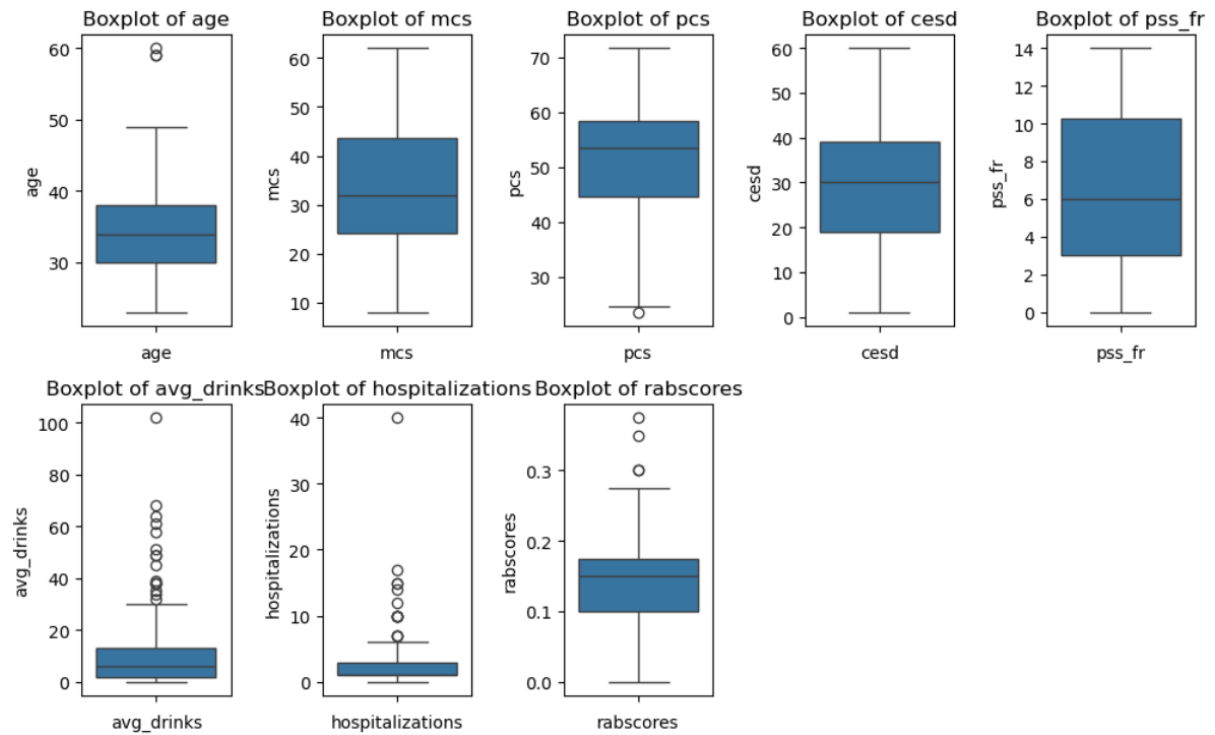 Boxplot of age
60
50
40
30
age
age
Boxplot of mcs
60
50
40
30
20
10
mcs
mcs
Boxplot of pcs
70
60
50
40
30
pcs
pcs
Boxplot of cesd
60
50
40
30
20
10
0
cesd
cesd
Boxplot of pss_fr
14
12
10
8
6
4
2
0
pss_fr
pss_fr
Boxplot of avg_drinks
100
80
60
40
20
0
avg_drinks
avg_drinks
Boxplot of hospitalizations
40
30
20
10
0
hospitalizations
hospitalizations
Boxplot of rabscores
0.3
0.2
0.1
0.0
rabscores
rabscores